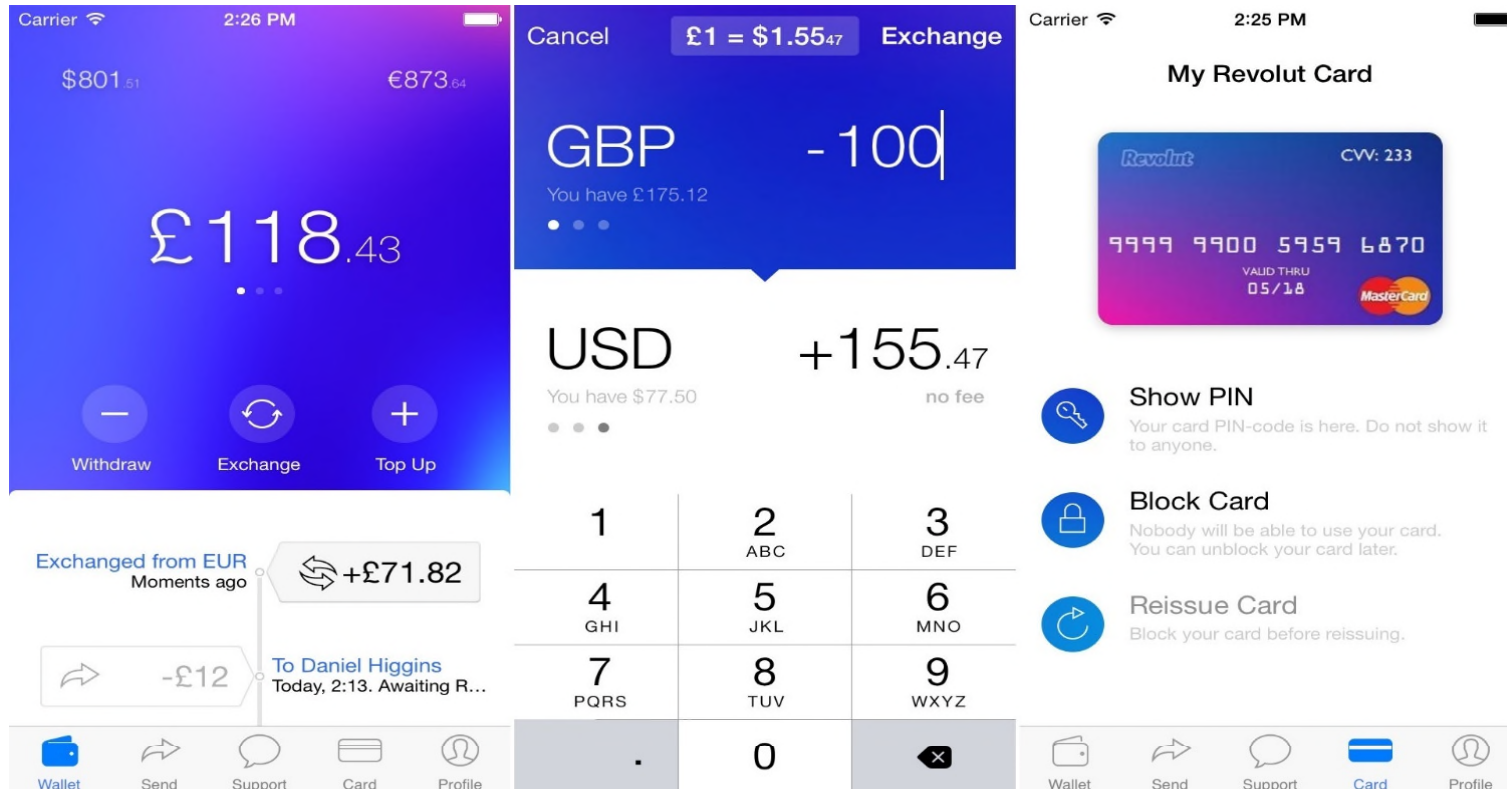 Carrier 2:26 PM
$801.51 €873.64
£118.43
Withdraw Exchange Top Up
Exchanged from EUR
Moments ago
+£71.82
-£12
To Daniel Higgins
Today, 2:13. Awaiting R...
Wallet Send Support Card Profile
Cancel £1 = $1.5547 Exchange
GBP -100
You have £175.12
USD +155.47
You have $77.50 no fee
1 2 3
ABC DEF
4 5 6
GHI JKL MNO
7 8 9
PQRS TUV WXYZ
. 0
Carrier 2:25 PM
My Revolut Card
Revolut CVV: 233
9999 9900 5959 6870
VALID THRU
05/18
MasterCard
Show PIN
Your card PIN-code is here. Do not show it
to anyone.
Block Card
Nobody will be able to use your card.
You can unblock your card later.
Reissue Card
Block your card before reissuing.
Wallet Send Support Card Profile